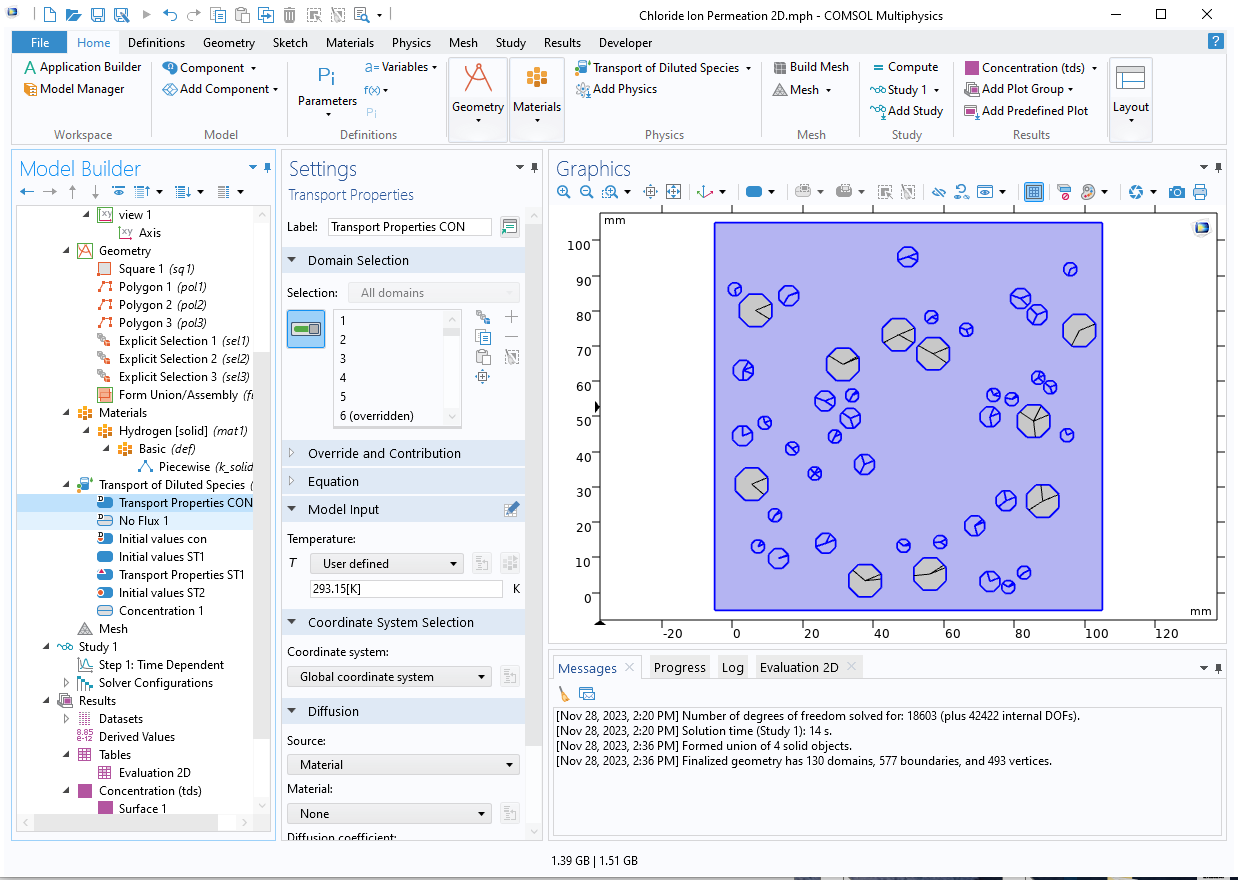 Chloride Ion Permeation 2D.mph - COMSOL Multiphysics
File Home Definitions Geometry Sketch Materials Physics Mesh Study Results Developer ?
Application Builder
Model Manager
Workspace
Component
Add Component
Model
Pi
Parameters
a= Variables
f(x)
Pi
Definitions
Geometry
Materials
Transport of Diluted Species
Add Physics
Physics
Build Mesh
Mesh
Mesh
= Compute
Study 1
Add Study
Study
Concentration (tds)
Add Plot Group
Add Predefined Plot
Results
Layout
Model Builder
view 1
Axis
Geometry
Square 1 (sq1)
Polygon 1 (pol1)
Polygon 2 (pol2)
Polygon 3 (pol3)
Explicit Selection 1 (sel1)
Explicit Selection 2 (sel2)
Explicit Selection 3 (sel3)
Form Union/Assembly (f
Materials
Hydrogen [solid] (mat1)
Basic (def)
Piecewise (k_solid
Transport of Diluted Species (
Transport Properties CON
No Flux 1
Initial values con
Initial values ST1
Transport Properties ST1
Initial values ST2
Concentration 1
Mesh
Study 1
Step 1: Time Dependent
Solver Configurations
Results
Datasets
8.85
e-12
Derived Values
Tables
Evaluation 2D
Concentration (tds)
Surface 1
Settings
Transport Properties
Label: Transport Properties CON
Domain Selection
Selection: All domains
1
2
3
4
5
6 (overridden)
Override and Contribution
Equation
Model Input
Temperature:
T User defined
293.15[K] K
Coordinate System Selection
Coordinate system:
Global coordinate system
Diffusion
Source:
Material
Material:
None
Diffusion coefficient:
Graphics
mm
100
90
80
70
60
50
40
30
20
10
0
mm
-20 0 20 40 60 80 100 120
Messages Progress Log Evaluation 2D
[Nov 28, 2023, 2:20 PM] Number of degrees of freedom solved for: 18603 (plus 42422 internal DOFs).
[Nov 28, 2023, 2:20 PM] Solution time (Study 1): 14 s.
[Nov 28, 2023, 2:36 PM] Formed union of 4 solid objects.
[Nov 28, 2023, 2:36 PM] Finalized geometry has 130 domains, 577 boundaries, and 493 vertices.
1.39 GB | 1.51 GB